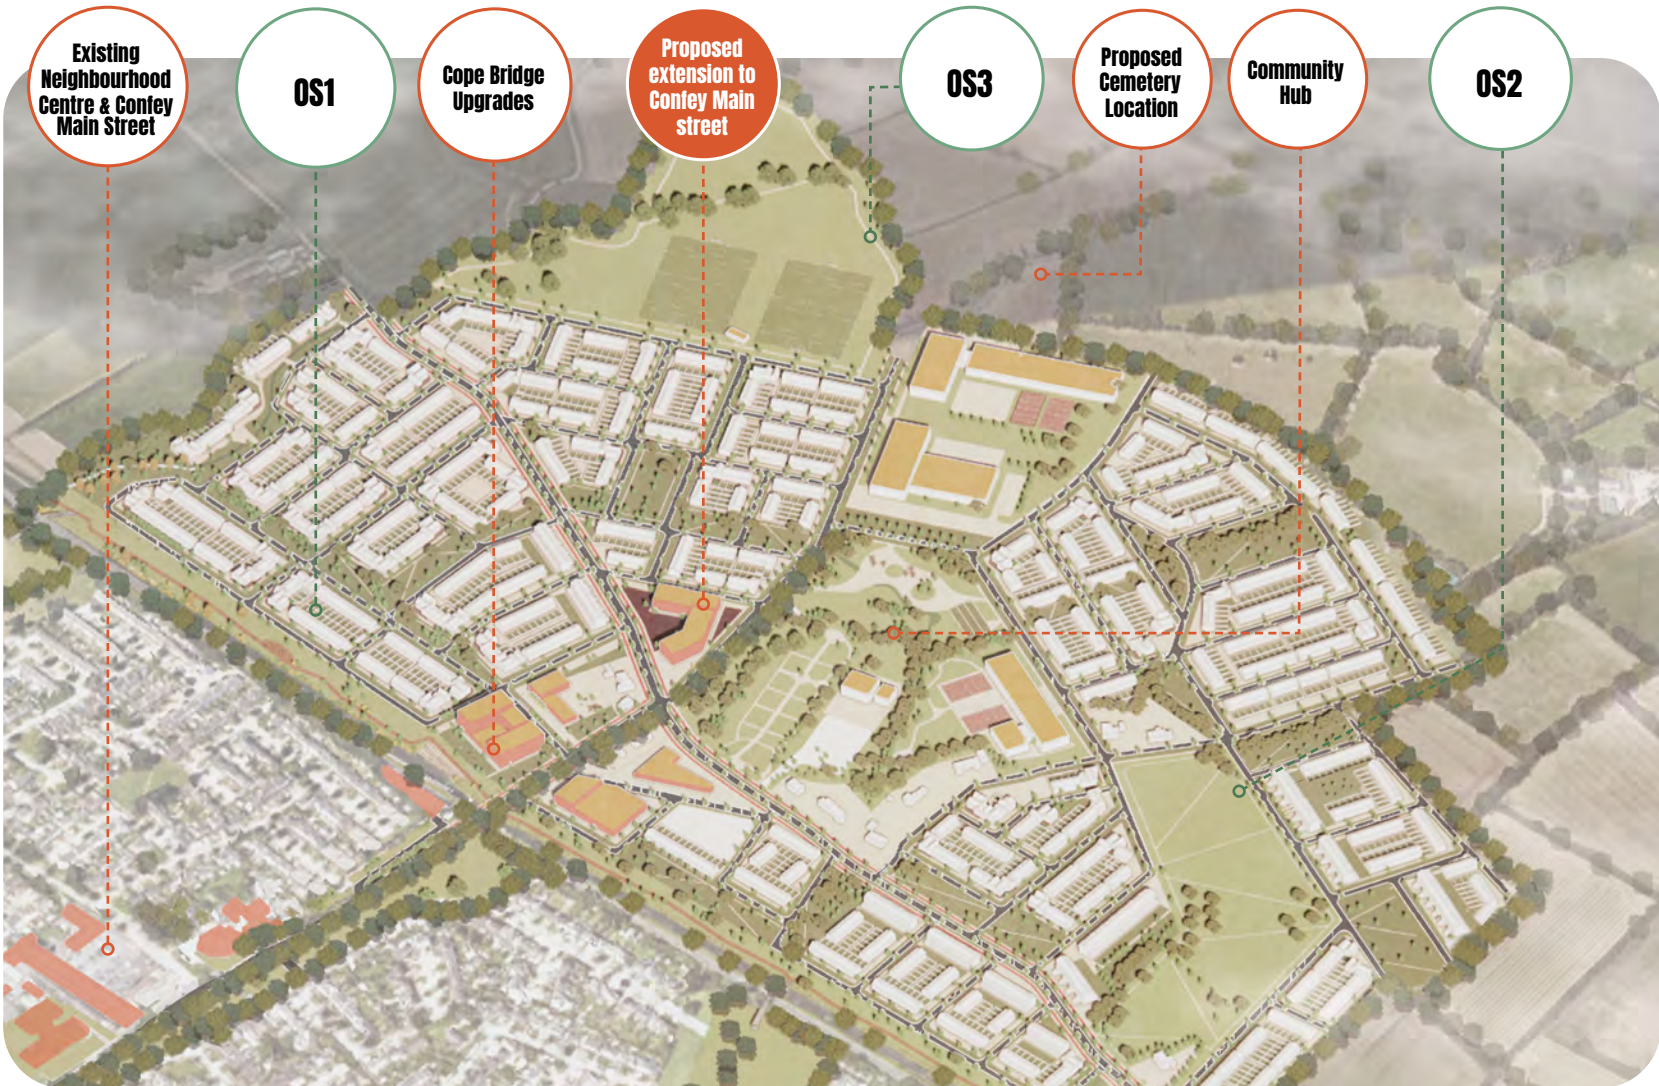 Existing
Neighbourhood
Centre & Confey
Main Street
OS1
Cope Bridge
Upgrades
Proposed
extension to
Confey Main
street
OS3
Proposed
Cemetery
Location
Community
Hub
OS2